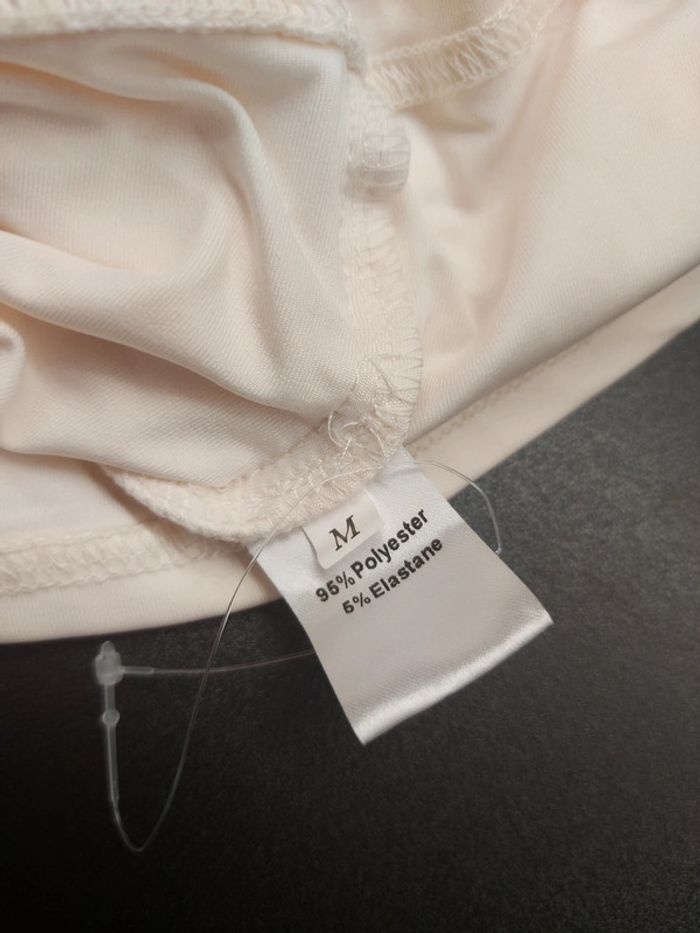 M
95% Polyester
5% Elastane